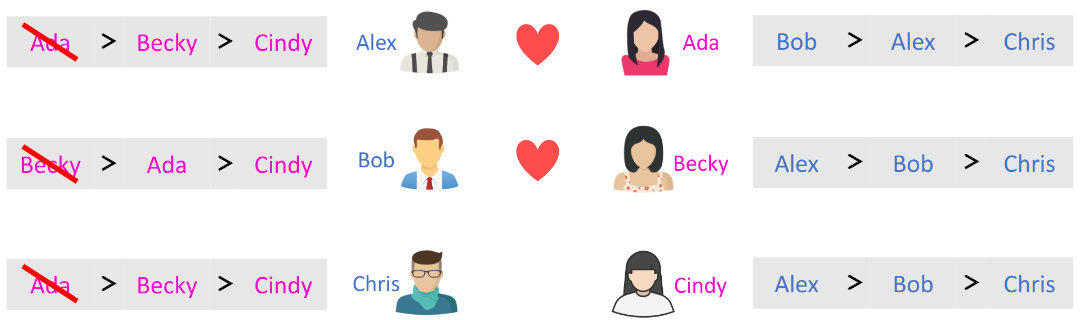 Ada > Becky > Cindy Alex Ada Bob > Alex > Chris
Becky > Ada > Cindy Bob Becky Alex > Bob > Chris
Ada > Becky > Cindy Chris Cindy Alex > Bob > Chris